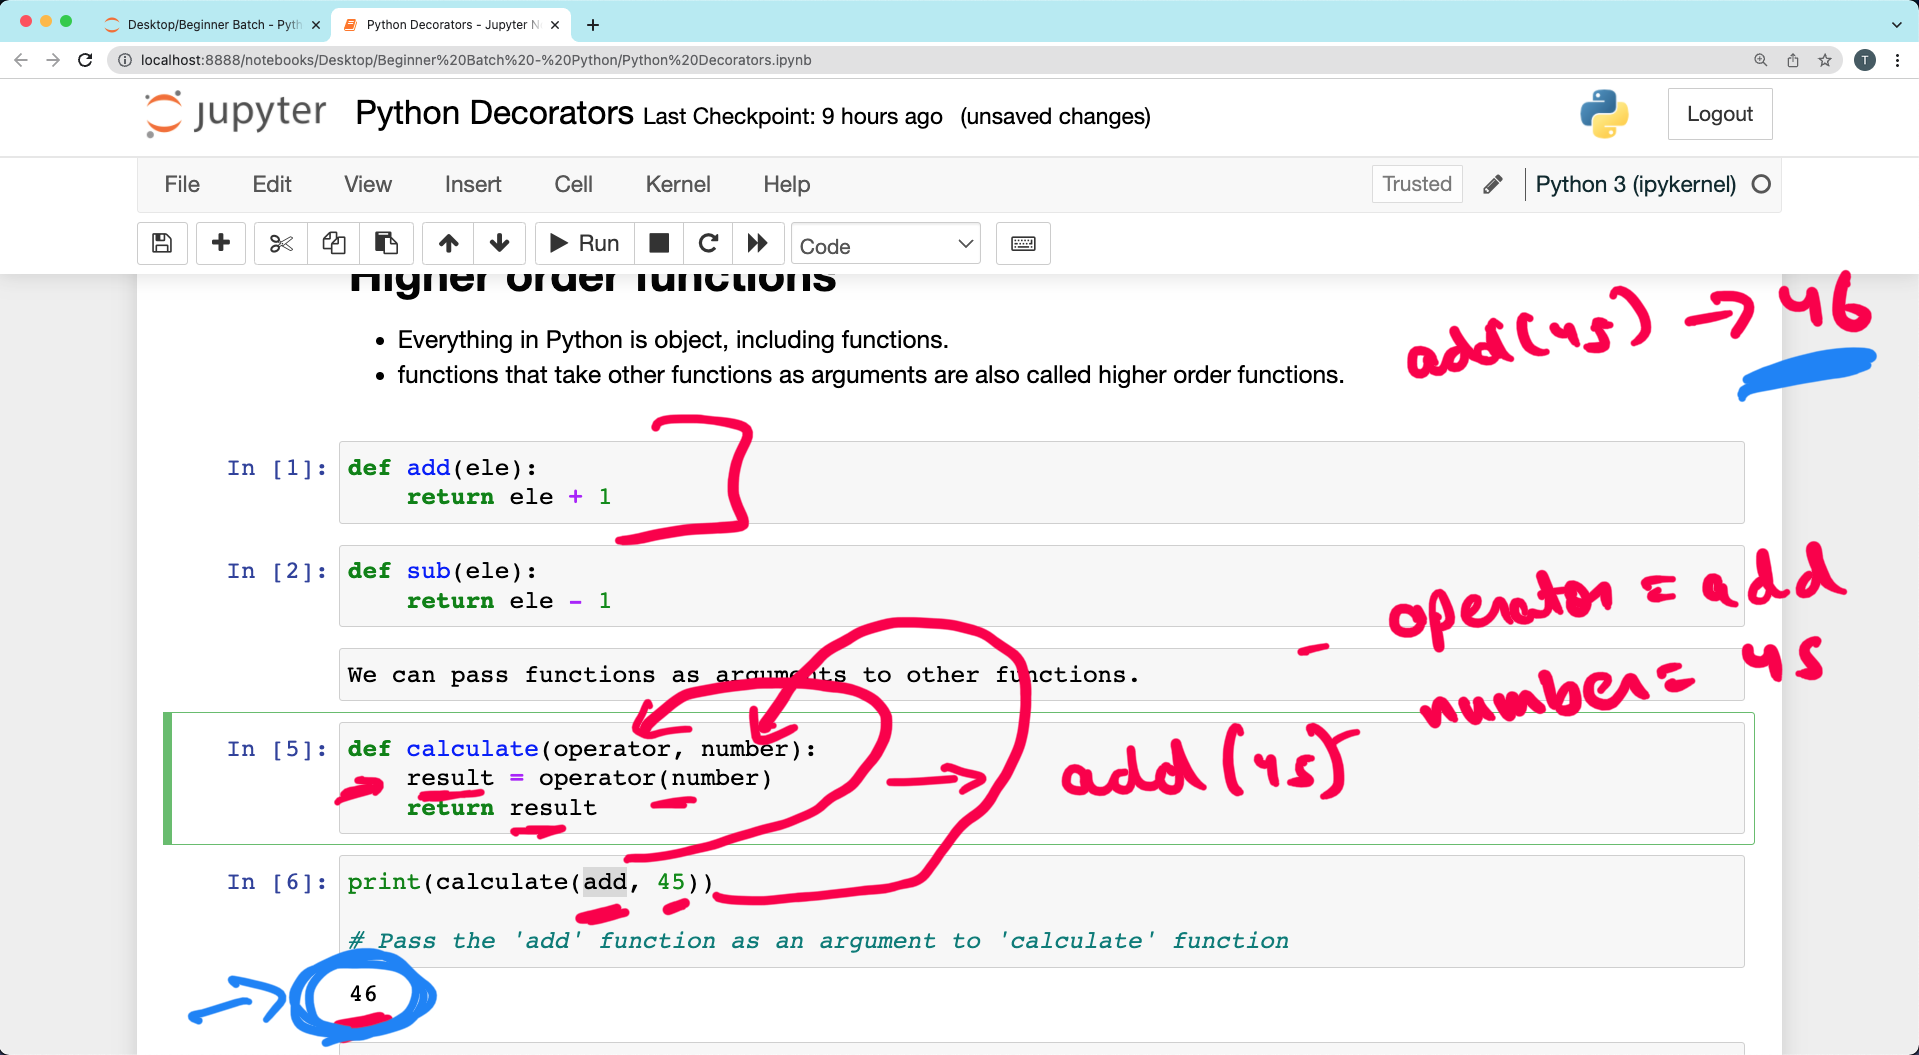 Desktop/Beginner Batch - Pyth
Python Decorators - Jupyter N
localhost:8888/notebooks/Desktop/Beginner%20Batch%20-%20Python/Python%20Decorators.ipynb
T
jupyter Python Decorators Last Checkpoint: 9 hours ago (unsaved changes)
Logout
File Edit View Insert Cell Kernel Help
Trusted Python 3 (ipykernel)
Run Code
Higher order functions
add(45) → 46
• Everything in Python is object, including functions.
• functions that take other functions as arguments are also called higher order functions.
In [1]: def add(ele):
return ele + 1
In [2]: def sub(ele):
return ele - 1
operator = add
number = 45
We can pass functions as arguments to other functions.
In [5]: def calculate(operator, number):
result = operator(number)
return result
add(45)
In [6]: print(calculate(add, 45))
# Pass the 'add' function as an argument to 'calculate' function
46